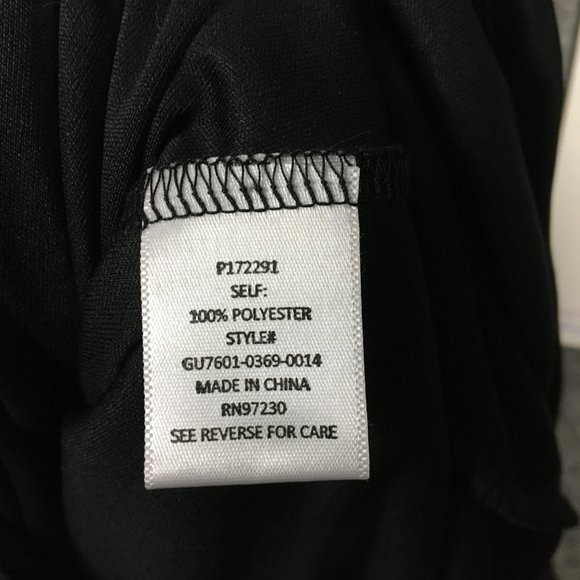 P172291
SELF:
100% POLYESTER
STYLE#
GU7601-0369-0014
MADE IN CHINA
RN97230
SEE REVERSE FOR CARE